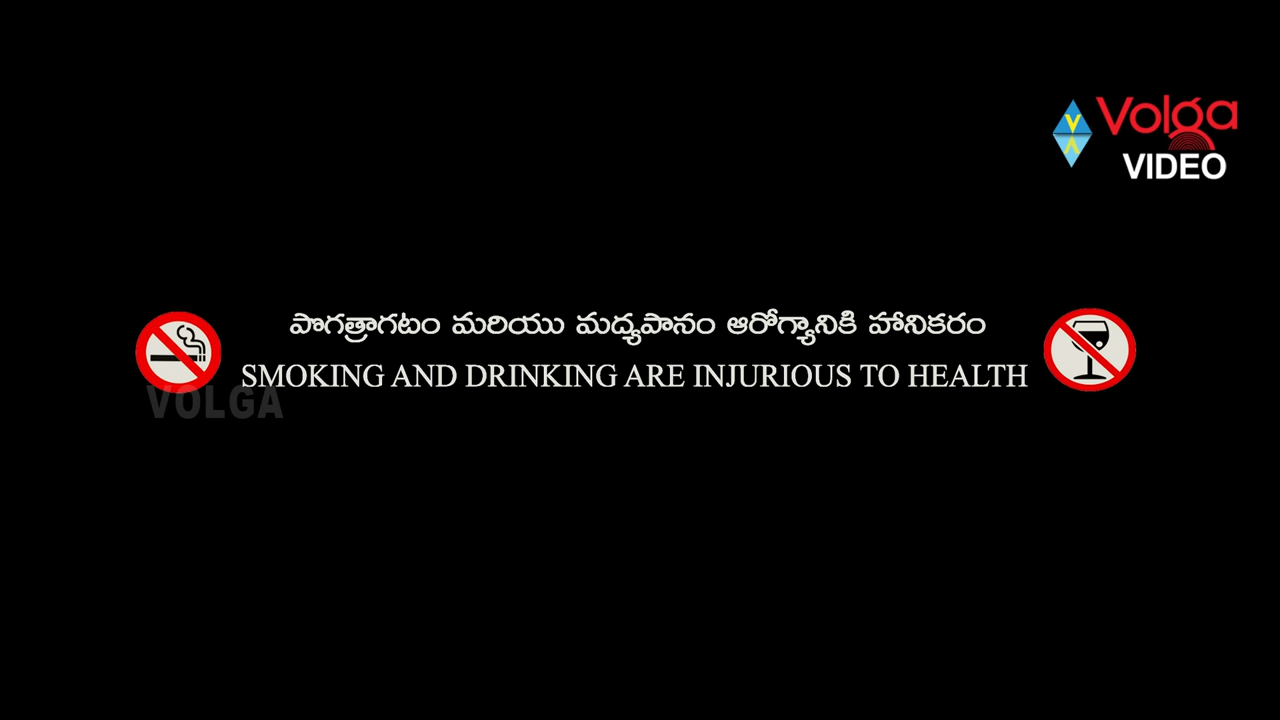 Volga
VIDEO
పొగత్రాగటం మరియు మద్యపానం ఆరోగ్యానికి హానికరం
SMOKING AND DRINKING ARE INJURIOUS TO HEALTH
VOLGA